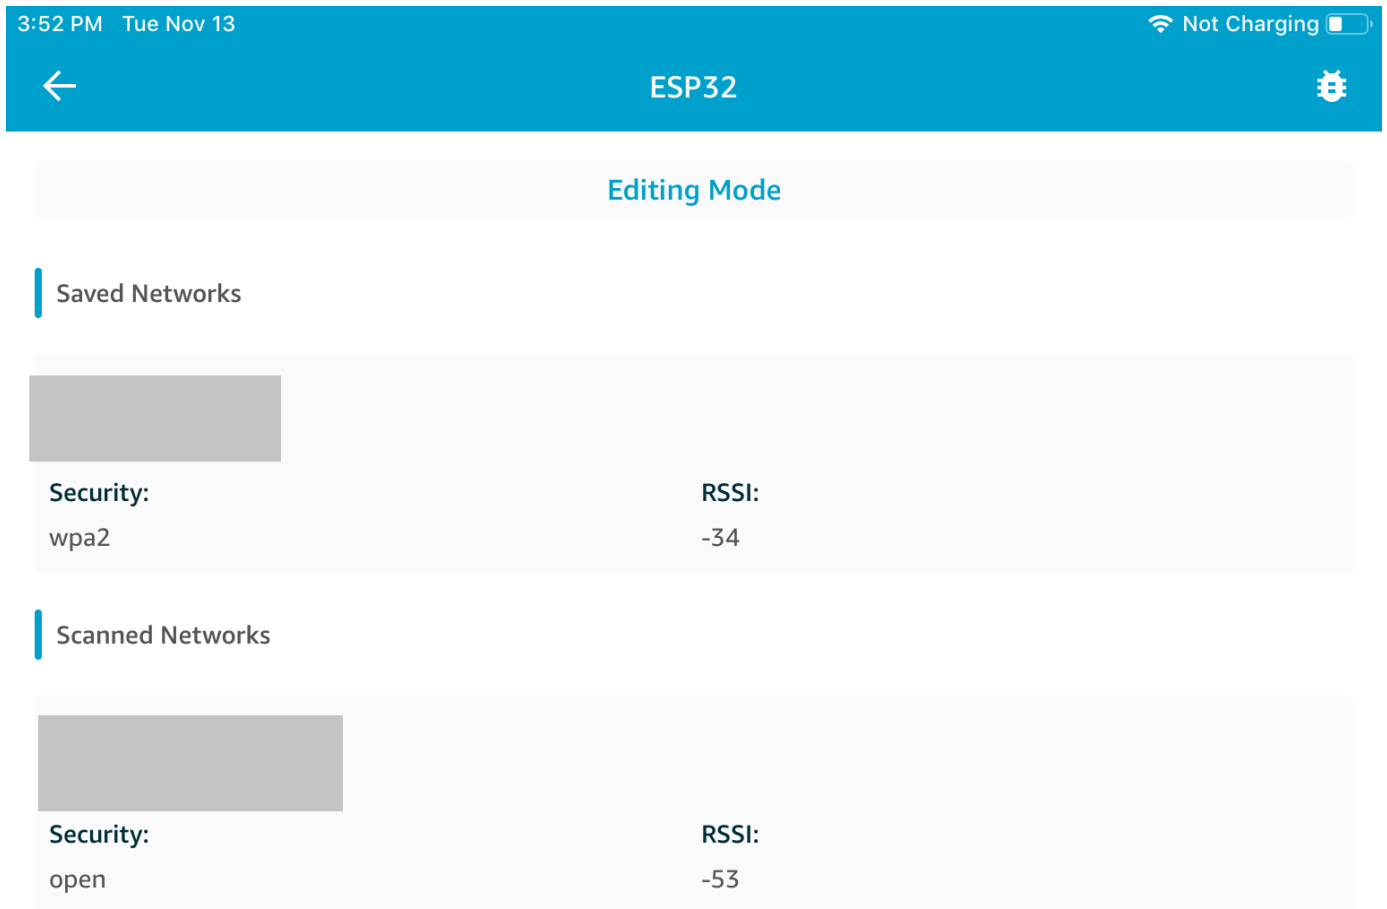 3:52 PM Tue Nov 13 Not Charging
ESP32
Editing Mode
Saved Networks
Security: RSSI:
wpa2 -34
Scanned Networks
Security: RSSI:
open -53